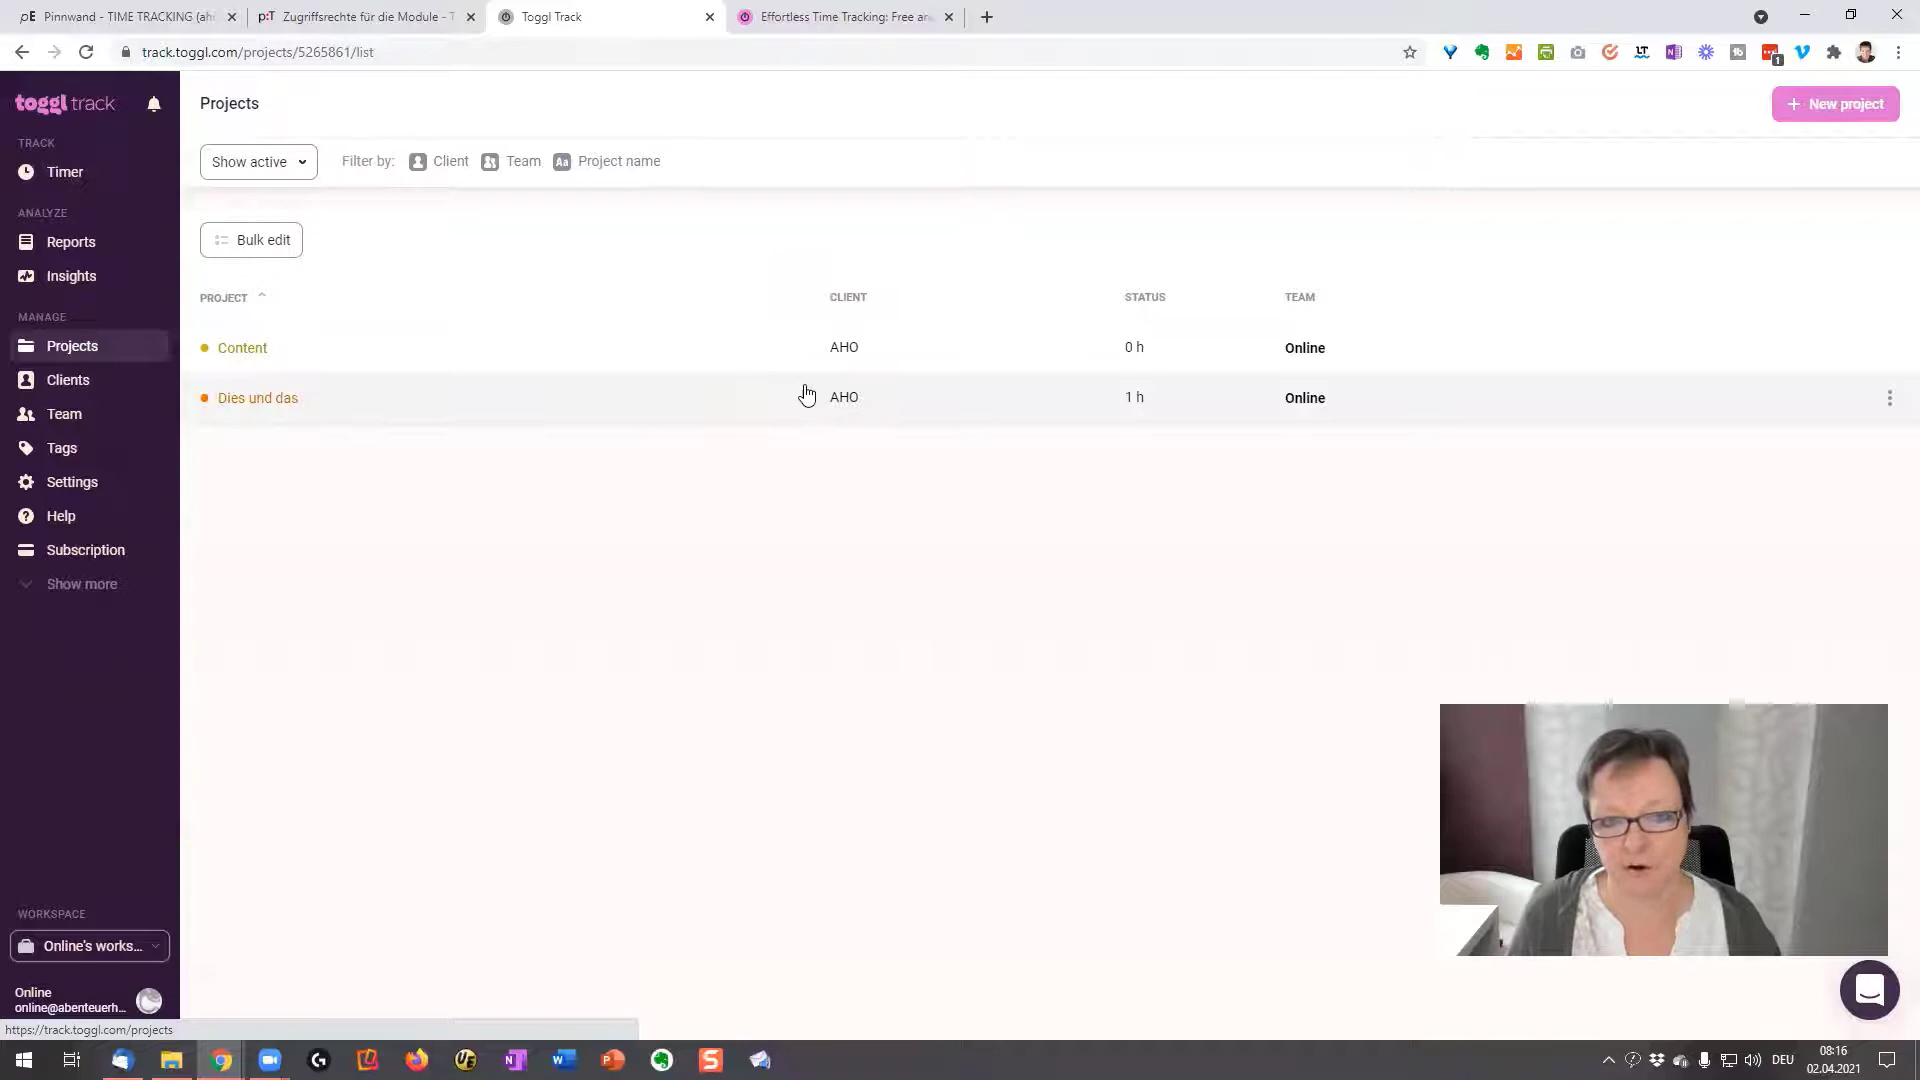 Pinnwand - TIME TRACKING (ah
Zugriffsrechte für die Module - T
Toggl Track
Effortless Time Tracking: Free an
track.toggl.com/projects/5265861/list
toggl track
TRACK
Timer
ANALYZE
Reports
Insights
MANAGE
Projects
Clients
Team
Tags
Settings
Help
Subscription
Show more
WORKSPACE
Online's works...
Online
online@abenteuerh...
https://track.toggl.com/projects
Projects
New project
Show active
Filter by:
Client
Team
Aa
Project name
Bulk edit
PROJECT
CLIENT
STATUS
TEAM
Content
AHO
0 h
Online
Dies und das
AHO
1 h
Online
DEU
08:16
02.04.2021